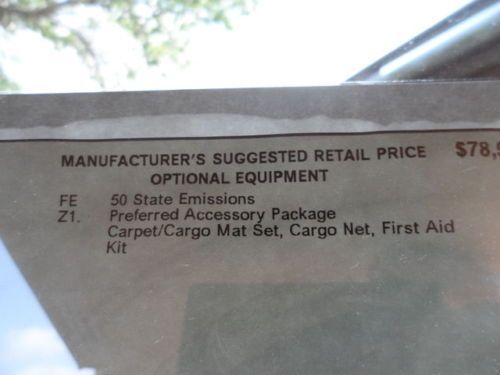 MANUFACTURER'S SUGGESTED RETAIL PRICE $78,
OPTIONAL EQUIPMENT
FE 50 State Emissions
Z1. Preferred Accessory Package
Carpet/Cargo Mat Set, Cargo Net, First Aid
Kit